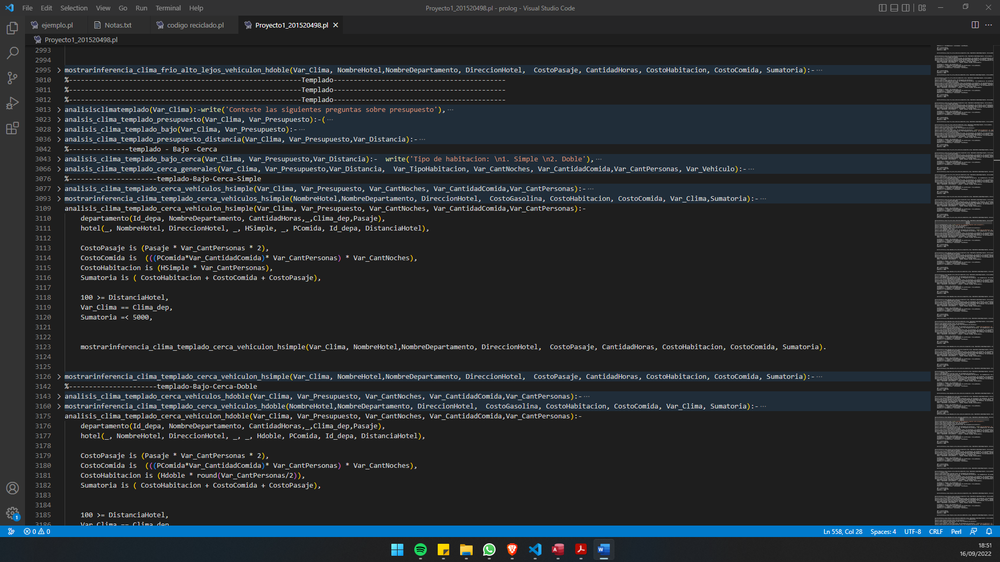 File Edit Selection View Go Run Terminal Help
Proyecto1_201520498.pl - prolog - Visual Studio Code
ejemplo.pl Notas.txt codigo reciclado.pl Proyecto1_201520498.pl
Proyecto1_201520498.pl
2993
2994
2995 mostrarinferencia_clima_frio_alto_lejos_vehiculon_hdoble(Var_Clima, NombreHotel,NombreDepartamento, DireccionHotel,  CostoPasaje, CantidadHoras, CostoHabitacion, CostoComida, Sumatoria):-···
3010 %----------------------------------------------------------Templado-------------------------------------------
3011 %----------------------------------------------------------Templado-------------------------------------------
3012 %----------------------------------------------------------Templado-------------------------------------------
3013 analisisclimatemplado(Var_Clima):-write('Conteste las siguientes preguntas sobre presupuesto'),···
3023 analsis_clima_templado_presupuesto(Var_Clima, Var_Presupuesto):-(···
3028 analisis_clima_templado_bajo(Var_Clima, Var_Presupuesto):-···
3036 analsis_clima_templado_presupuesto_distancia(Var_Clima, Var_Presupuesto,Var_Distancia):-···
3042 %---------------templado - Bajo -Cerca
3043 analisis_clima_templado_bajo_cerca(Var_Clima, Var_Presupuesto,Var_Distancia):-  write('Tipo de habitacion: \n1. Simple \n2. Doble'),···
3066 analsis_clima_templado_cerca_generales(Var_Clima, Var_Presupuesto,Var_Distancia,  Var_TipoHabitacion, Var_CantNoches, Var_CantidadComida,Var_CantPersonas, Var_Vehiculo):-···
3076 %----------------------templado-Bajo-Cerca-Simple
3077 analisis_clima_templado_cerca_vehiculos_hsimple(Var_Clima, Var_Presupuesto, Var_CantNoches, Var_CantidadComida,Var_CantPersonas):-···
3093 mostrarinferencia_clima_templado_cerca_vehiculos_hsimple(NombreHotel,NombreDepartamento, DireccionHotel,  CostoGasolina, CostoHabitacion, CostoComida, Var_Clima,Sumatoria):-···
3109 analisis_clima_templado_cerca_vehiculon_hsimple(Var_Clima, Var_Presupuesto, Var_CantNoches, Var_CantidadComida,Var_CantPersonas):-
3110 departamento(Id_depa, NombreDepartamento, CantidadHoras,_,Clima_dep,Pasaje),
3111 hotel(_, NombreHotel, DireccionHotel, _, HSimple, _, PComida, Id_depa, DistanciaHotel),
3112
3113 CostoPasaje is (Pasaje * Var_CantPersonas * 2),
3114 CostoComida is  (((PComida*Var_CantidadComida)* Var_CantPersonas) * Var_CantNoches),
3115 CostoHabitacion is (HSimple * Var_CantPersonas),
3116 Sumatoria is ( CostoHabitacion + CostoComida + CostoPasaje),
3117
3118 100 >= DistanciaHotel,
3119 Var_Clima == Clima_dep,
3120 Sumatoria =< 5000,
3121
3122
3123 mostrarinferencia_clima_templado_cerca_vehiculon_hsimple(Var_Clima, NombreHotel,NombreDepartamento, DireccionHotel,  CostoPasaje, CantidadHoras, CostoHabitacion, CostoComida, Sumatoria).
3124
3125
3126 mostrarinferencia_clima_templado_cerca_vehiculon_hsimple(Var_Clima, NombreHotel,NombreDepartamento, DireccionHotel,  CostoPasaje, CantidadHoras, CostoHabitacion, CostoComida, Sumatoria):-···
3142 %----------------------templado-Bajo-Cerca-Doble
3143 analisis_clima_templado_cerca_vehiculos_hdoble(Var_Clima, Var_Presupuesto, Var_CantNoches, Var_CantidadComida,Var_CantPersonas):-···
3160 mostrarinferencia_clima_templado_cerca_vehiculos_hdoble(NombreHotel,NombreDepartamento, DireccionHotel,  CostoGasolina, CostoHabitacion, CostoComida, Var_Clima, Sumatoria):-···
3175 analisis_clima_templado_cerca_vehiculon_hdoble(Var_Clima, Var_Presupuesto, Var_CantNoches, Var_CantidadComida,Var_CantPersonas):-
3176 departamento(Id_depa, NombreDepartamento, CantidadHoras,_,Clima_dep,Pasaje),
3177 hotel(_, NombreHotel, DireccionHotel, _, _, Hdoble, PComida, Id_depa, DistanciaHotel),
3178
3179 CostoPasaje is (Pasaje * Var_CantPersonas * 2),
3180 CostoComida is  (((PComida*Var_CantidadComida)* Var_CantPersonas) * Var_CantNoches),
3181 CostoHabitacion is (Hdoble * round(Var_CantPersonas/2)),
3182 Sumatoria is ( CostoHabitacion + CostoComida + CostoPasaje),
3183
3184
3185 100 >= DistanciaHotel,
3186 Var_Clima == Clima_dep
1
0 0
Ln 558, Col 28 Spaces: 4 UTF-8 CRLF Perl
18:51
16/09/2022